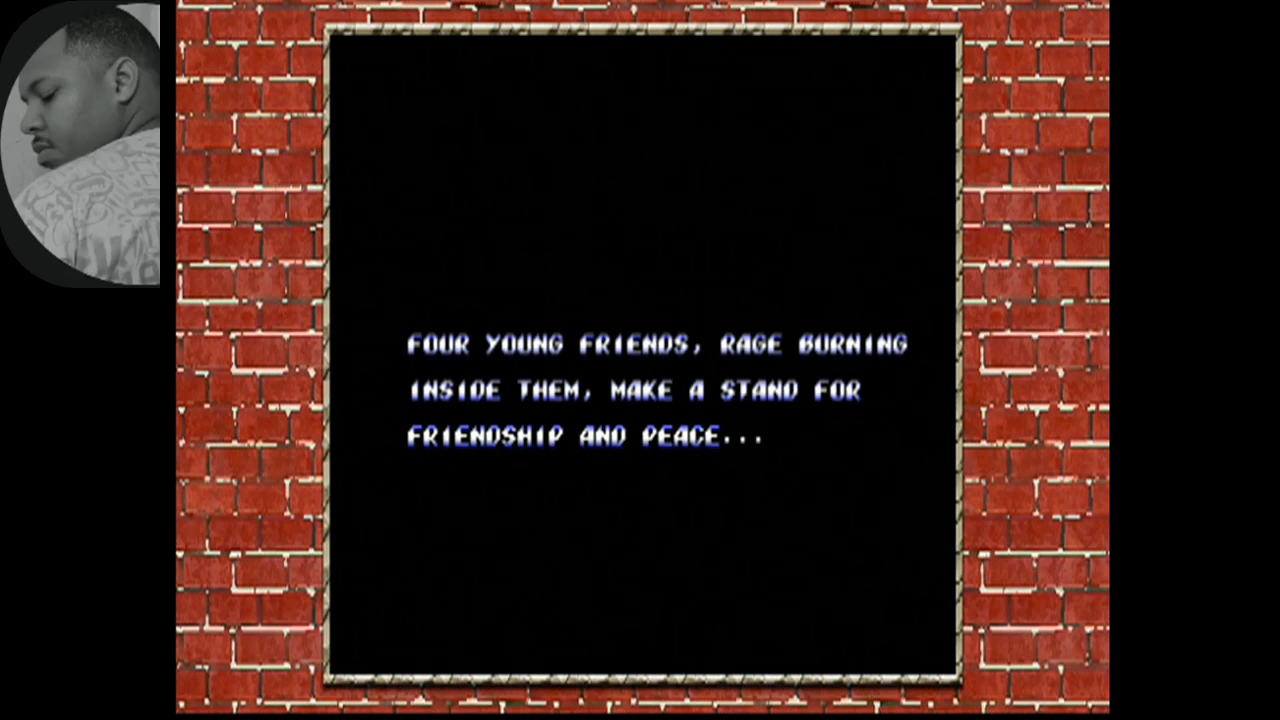 FOUR YOUNG FRIENDS, RAGE BURNING
INSIDE THEM, MAKE A STAND FOR
FRIENDSHIP AND PEACE...